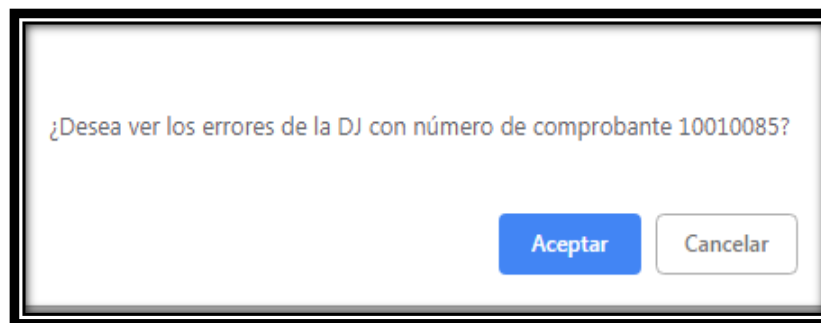 ¿Desea ver los errores de la DJ con número de comprobante 10010085?
Aceptar Cancelar